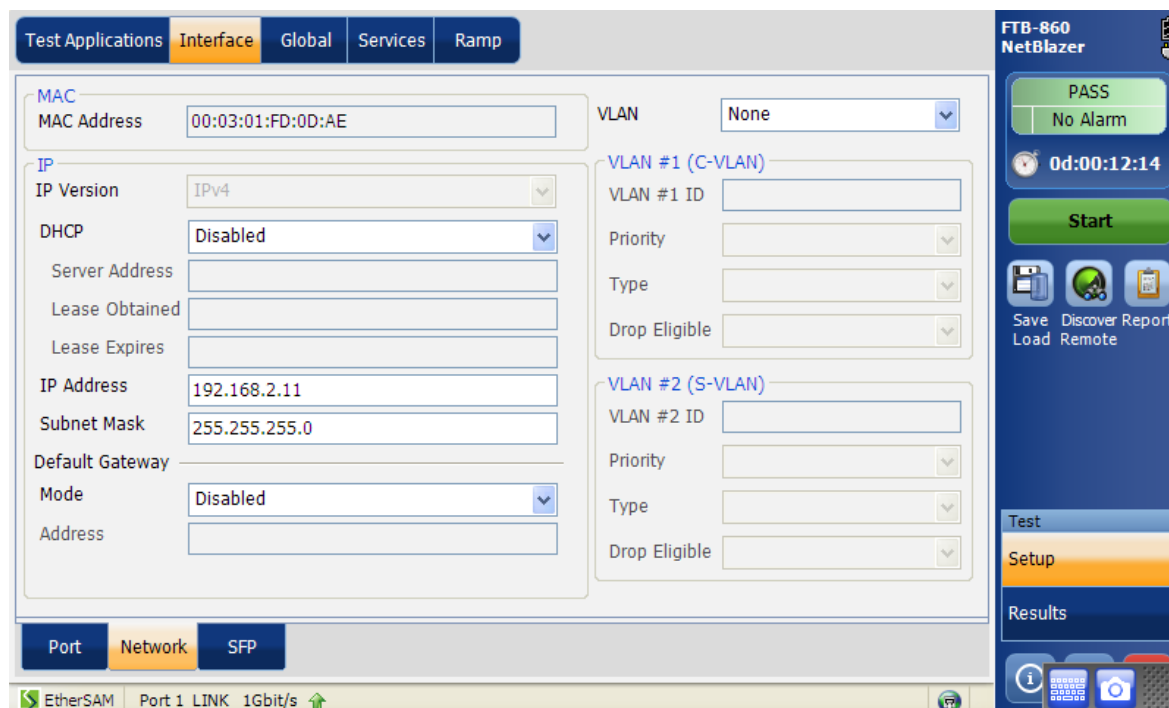 Test Applications Interface Global Services Ramp
MAC
MAC Address 00:03:01:FD:0D:AE
IP
IP Version IPv4
DHCP Disabled
Server Address
Lease Obtained
Lease Expires
IP Address 192.168.2.11
Subnet Mask 255.255.255.0
Default Gateway
Mode Disabled
Address
VLAN None
VLAN #1 (C-VLAN)
VLAN #1 ID
Priority
Type
Drop Eligible
VLAN #2 (S-VLAN)
VLAN #2 ID
Priority
Type
Drop Eligible
Port Network SFP
EtherSAM Port 1 LINK 1Gbit/s
FTB-860
NetBlazer
PASS
No Alarm
0d:00:12:14
Start
Save Discover Report
Load Remote
Test
Setup
Results